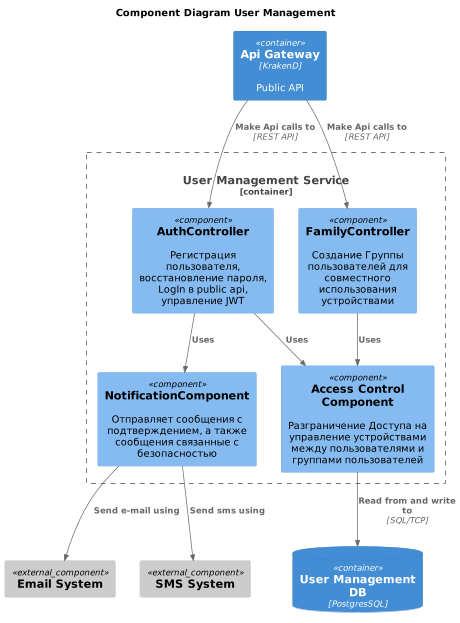 Component Diagram User Management
«container»
Api Gateway
[KrakenD]
Public API
Make Api calls to
[REST API]
Make Api calls to
[REST API]
User Management Service
[container]
«component»
AuthController
Регистрация
пользователя,
восстановление пароля,
LogIn в public api,
управление JWT
«component»
FamilyController
Создание Группы
пользователей для
совместного
использования
устройствами
Uses
Uses
Uses
«component»
NotificationComponent
Отправляет сообщения с
подтверждением, а также
сообщения связанные с
безопасностью
«component»
Access Control
Component
Разграничение Доступа на
управление устройствами
между пользователями и
группами пользователей
Send e-mail using
Send sms using
Read from and write
to
[SQL/TCP]
«external_component»
Email System
«external_component»
SMS System
«container»
User Management
DB
[PostgresSQL]